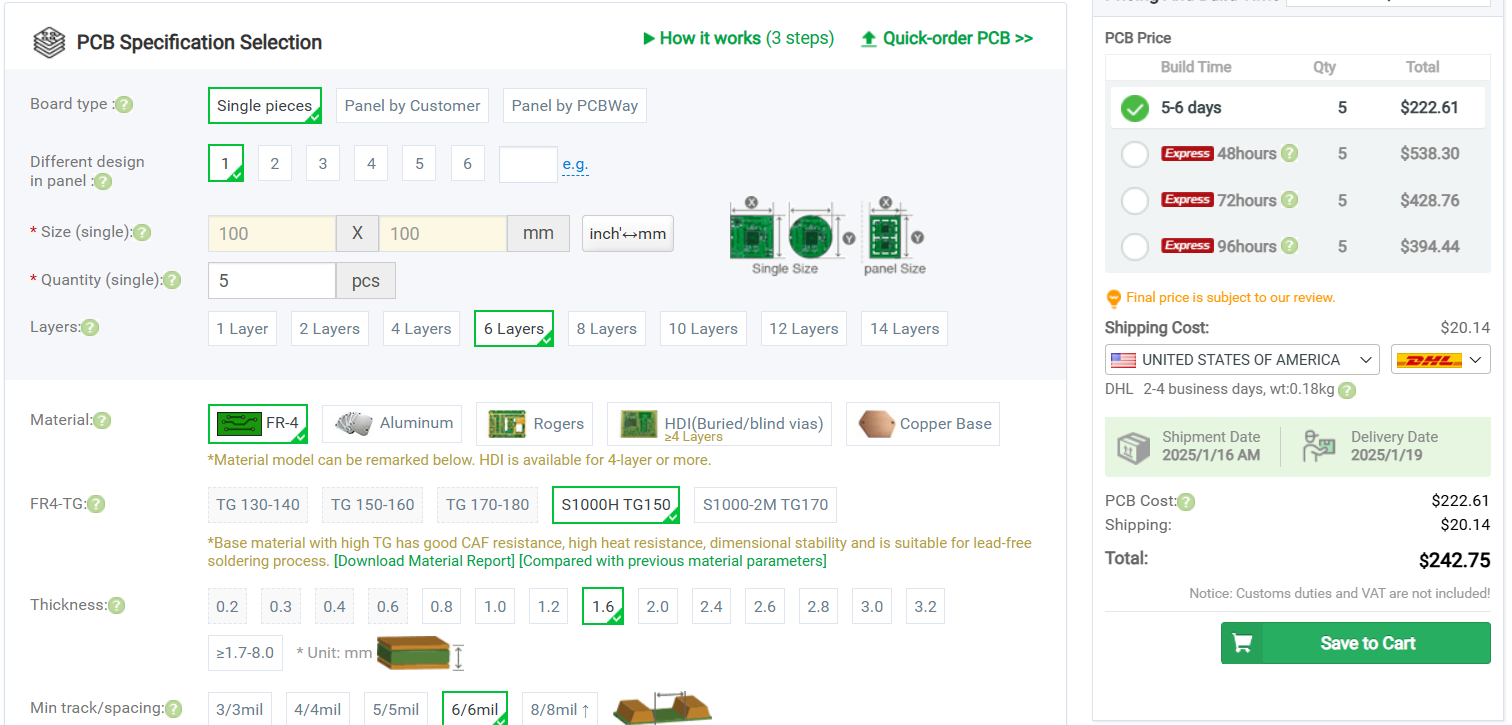 PCB Specification Selection
How it works (3 steps)
Quick-order PCB >>
Board type :?
Single pieces
Panel by Customer
Panel by PCBWay
Different design
in panel :?
1
2
3
4
5
6
e.g.
* Size (single):?
100
X
100
mm
inch'↔mm
X
Y
X
Y
Single Size
panel Size
* Quantity (single):?
5
pcs
Layers:?
1 Layer
2 Layers
4 Layers
6 Layers
8 Layers
10 Layers
12 Layers
14 Layers
Material:?
FR-4
Aluminum
Rogers
HDI(Buried/blind vias)
≥4 Layers
Copper Base
*Material model can be remarked below. HDI is available for 4-layer or more.
FR4-TG:?
TG 130-140
TG 150-160
TG 170-180
S1000H TG150
S1000-2M TG170
*Base material with high TG has good CAF resistance, high heat resistance, dimensional stability and is suitable for lead-free
soldering process. [Download Material Report] [Compared with previous material parameters]
Thickness:?
0.2
0.3
0.4
0.6
0.8
1.0
1.2
1.6
2.0
2.4
2.6
2.8
3.0
3.2
≥1.7-8.0
* Unit: mm
Min track/spacing:?
3/3mil
4/4mil
5/5mil
6/6mil
8/8mil ↑
PCB Price
Build Time Qty Total
5-6 days 5 $222.61
Express 48hours ? 5 $538.30
Express 72hours ? 5 $428.76
Express 96hours ? 5 $394.44
Final price is subject to our review.
Shipping Cost: $20.14
UNITED STATES OF AMERICA
DHL
DHL 2-4 business days, wt:0.18kg ?
Shipment Date
2025/1/16 AM
Delivery Date
2025/1/19
PCB Cost:? $222.61
Shipping: $20.14
Total: $242.75
Notice: Customs duties and VAT are not included!
Save to Cart